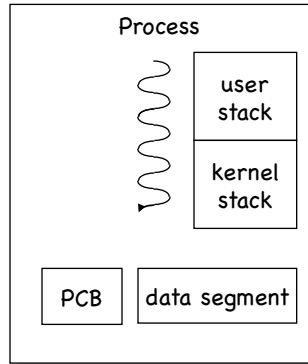 Process
user
stack
kernel
stack
PCB
data segment